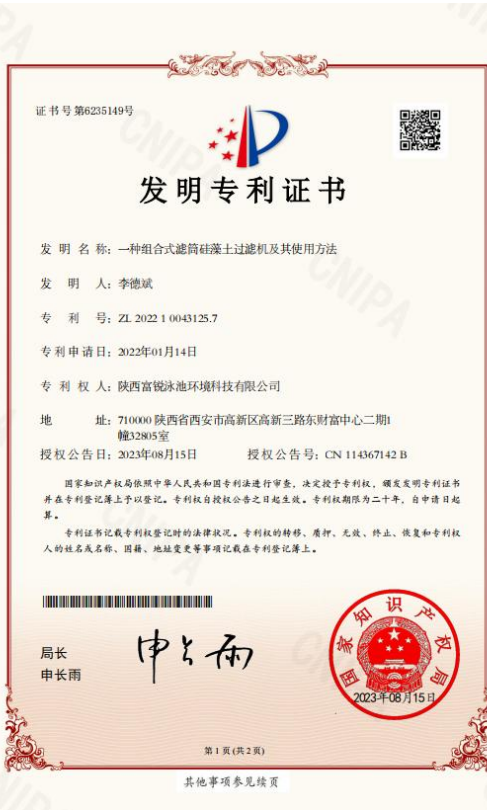 证书号第6235149号
发明专利证书
发 明 名 称：一种组合式滤筒硅藻土过滤机及其使用方法
发 明 人：李德斌
专 利 号：ZL 2022 1 0043125.7
专利申请日：2022年01月14日
专 利 权 人：陕西富锐泳池环境科技有限公司
地 址：710000 陕西省西安市高新区高新三路东财富中心二期1
幢32805室
授权公告日：2023年08月15日 授权公告号：CN 114367142 B
国家知识产权局依照中华人民共和国专利法进行审查，决定授予专利权，颁发发明专利证书
并在专利登记簿上予以登记。专利权自授权公告之日起生效。专利权期限为二十年，自申请日起
算。
专利证书记载专利权登记时的法律状况。专利权的转移、质押、无效、终止、恢复和专利权
人的姓名或名称、国籍、地址变更等事项记载在专利登记簿上。
局长
申长雨
申长雨
国家知识产权局
2023年08月15日
第 1 页 (共 2 页)
其他事项参见续页
CNIPA
CNIPA